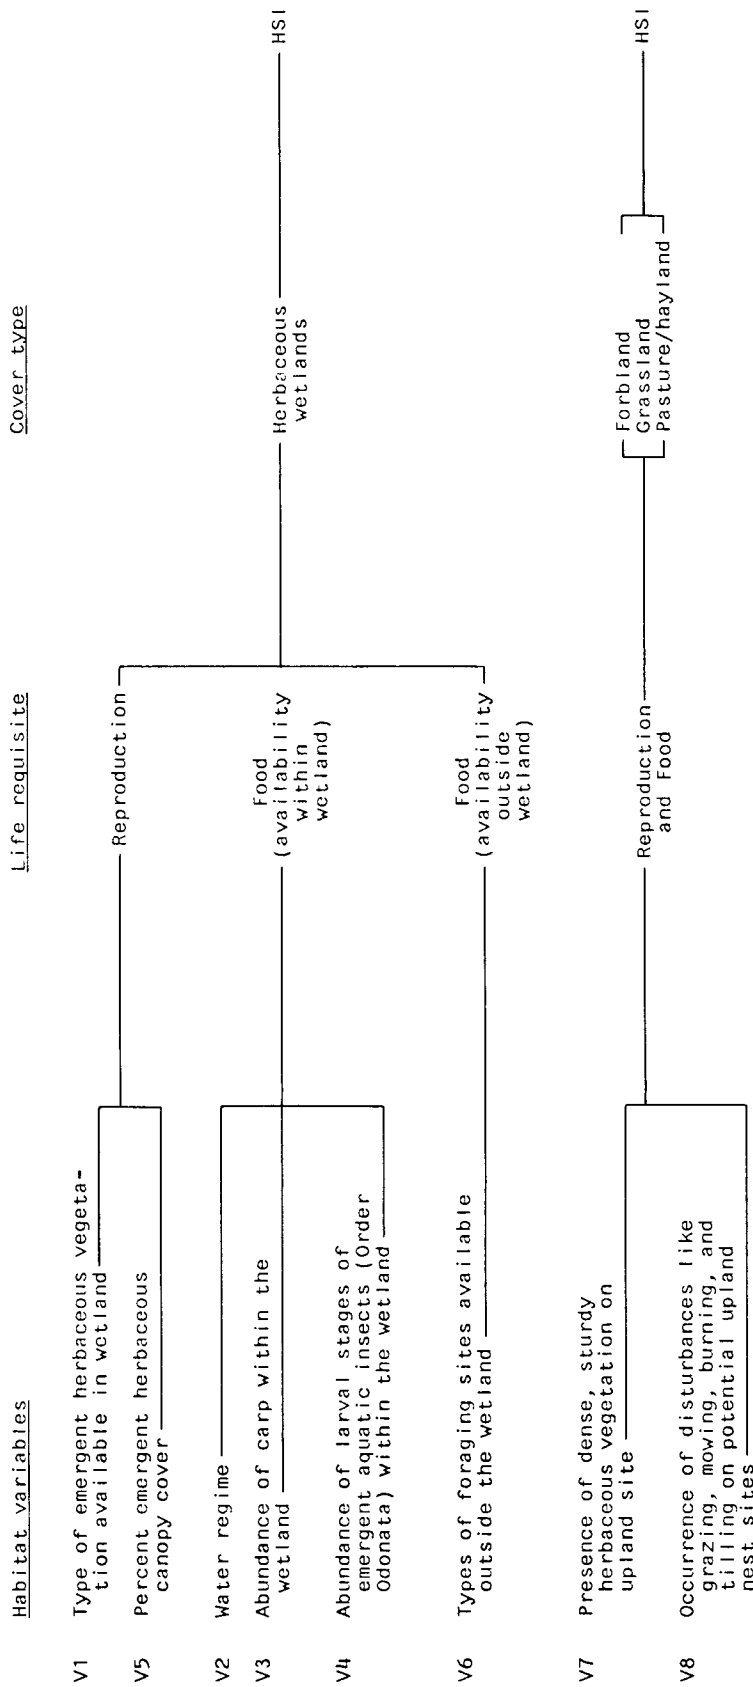 Habitat variables
Life requisite
Cover type
V1 Type of emergent herbaceous vegeta-
tion available in wetland
V5 Percent emergent herbaceous
canopy cover
Reproduction
V2 Water regime
V3 Abundance of carp within the
wetland
V4 Abundance of larval stages of
emergent aquatic insects (Order
Odonata) within the wetland
Food
(availability
within
wetland)
V6 Types of foraging sites available
outside the wetland
Food
(availability
outside
wetland)
Herbaceous
wetlands
HSI
V7 Presence of dense, sturdy
herbaceous vegetation on
upland site
V8 Occurrence of disturbances like
grazing, mowing, burning, and
tilling on potential upland
nest sites
Reproduction
and Food
Forbland
Grassland
Pasture/hayland
HSI